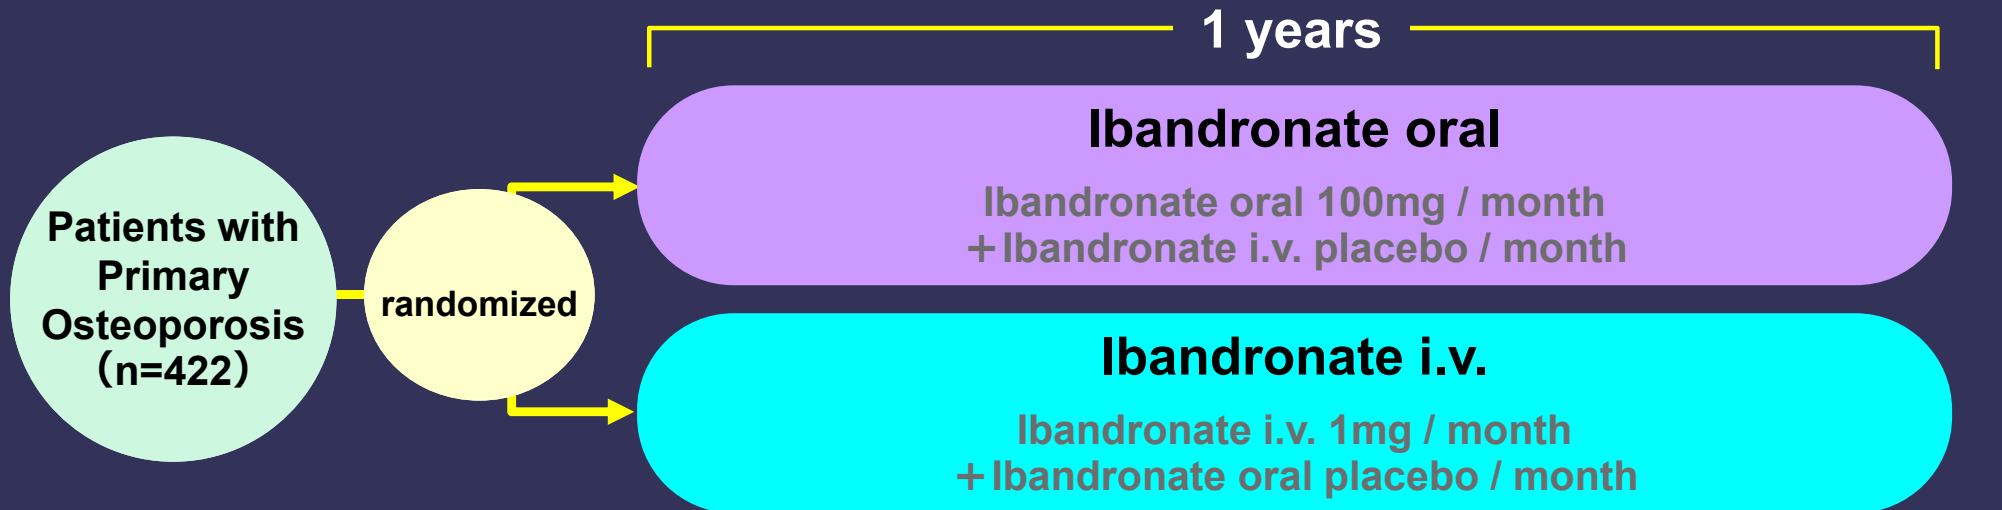 1 years
Patients with
Primary
Osteoporosis
（n=422）
randomized
Ibandronate oral
Ibandronate oral 100mg / month
＋Ibandronate i.v. placebo / month
Ibandronate i.v.
Ibandronate i.v. 1mg / month
＋Ibandronate oral placebo / month